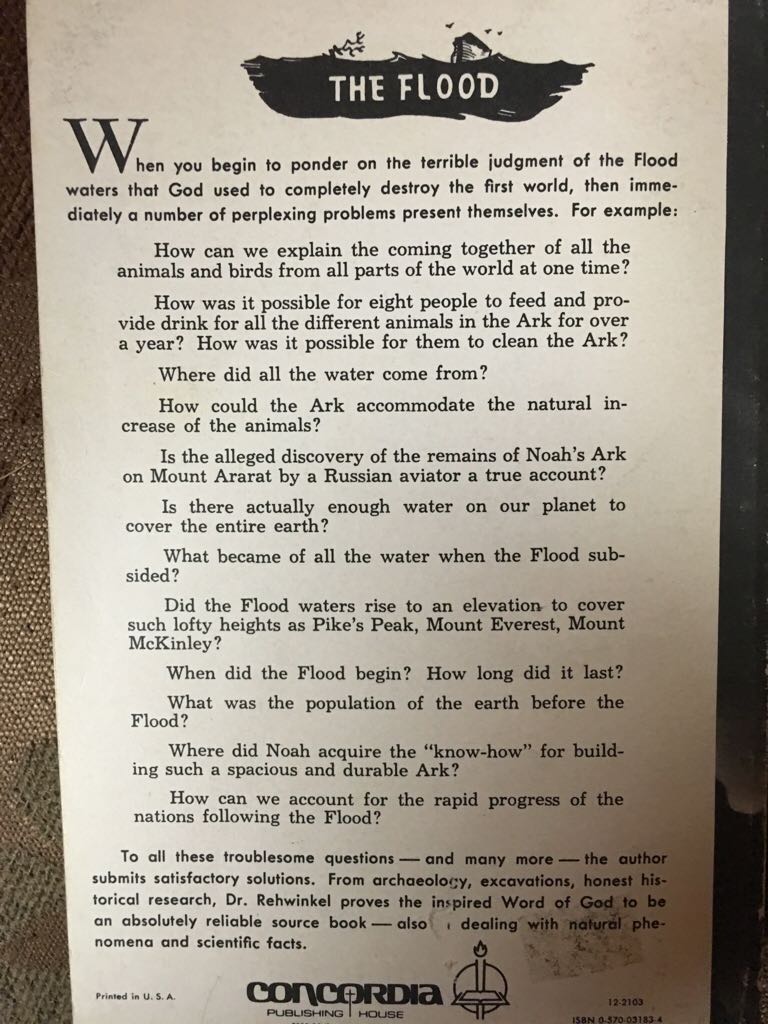 THE FLOOD
When you begin to ponder on the terrible judgment of the Flood
waters that God used to completely destroy the first world, then imme-
diately a number of perplexing problems present themselves. For example:
How can we explain the coming together of all the
animals and birds from all parts of the world at one time?
How was it possible for eight people to feed and pro-
vide drink for all the different animals in the Ark for over
a year? How was it possible for them to clean the Ark?
Where did all the water come from?
How could the Ark accommodate the natural in-
crease of the animals?
Is the alleged discovery of the remains of Noah's Ark
on Mount Ararat by a Russian aviator a true account?
Is there actually enough water on our planet to
cover the entire earth?
What became of all the water when the Flood sub-
sided?
Did the Flood waters rise to an elevation to cover
such lofty heights as Pike's Peak, Mount Everest, Mount
McKinley?
When did the Flood begin? How long did it last?
What was the population of the earth before the
Flood?
Where did Noah acquire the "know-how" for build-
ing such a spacious and durable Ark?
How can we account for the rapid progress of the
nations following the Flood?
To all these troublesome questions — and many more — the author
submits satisfactory solutions. From archaeology, excavations, honest his-
torical research, Dr. Rehwinkel proves the inspired Word of God to be
an absolutely reliable source book — also dealing with natural phe-
nomena and scientific facts.
Printed in U. S. A.
CONCORDIA
PUBLISHING HOUSE
12-2103
ISBN 0-570-03183-4